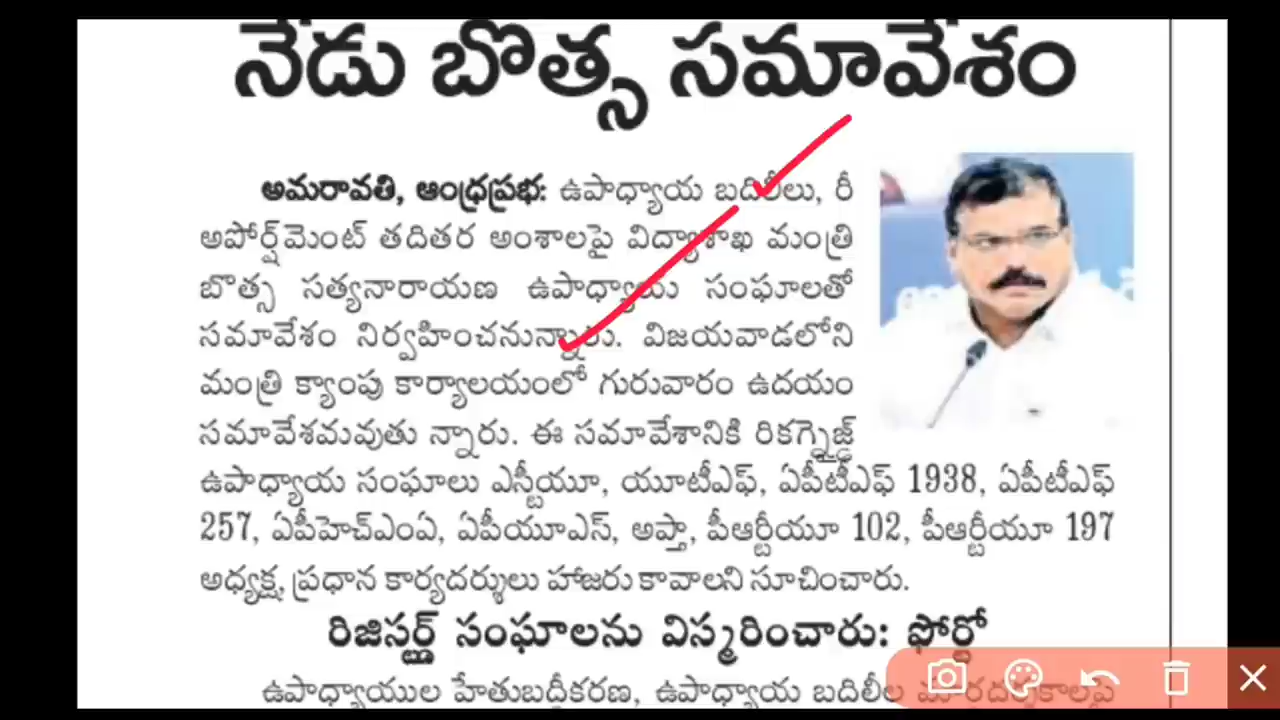 నేడు బొత్స సమావేశం
అమరావతి, ఆంధ్రప్రభ: ఉపాధ్యాయ బదిలీలు, రీ
అపోర్ష్‌మెంట్ తదితర అంశాలపై విద్యాశాఖ మంత్రి
బొత్స సత్యనారాయణ ఉపాధ్యాయ సంఘాలతో
సమావేశం నిర్వహించనున్నారు. విజయవాడలోని
మంత్రి క్యాంపు కార్యాలయంలో గురువారం ఉదయం
సమావేశమవుతు న్నారు. ఈ సమావేశానికి రికగ్నైజ్డ్
ఉపాధ్యాయ సంఘాలు ఎస్టీయూ, యూటీఎఫ్, ఏపీటీఎఫ్ 1938, ఏపీటీఎఫ్
257, ఏపీహెచ్ఎంఏ, ఏపీయూఎస్, అప్తా, పీఆర్టీయూ 102, పీఆర్టీయూ 197
అధ్యక్ష, ప్రధాన కార్యదర్శులు హాజరు కావాలని సూచించారు.
రిజిస్టర్డ్ సంఘాలను విస్మరించారు: ఫోర్టో
ఉపాధ్యాయుల హేతుబద్దీకరణ, ఉపాధ్యాయ బదిలీల